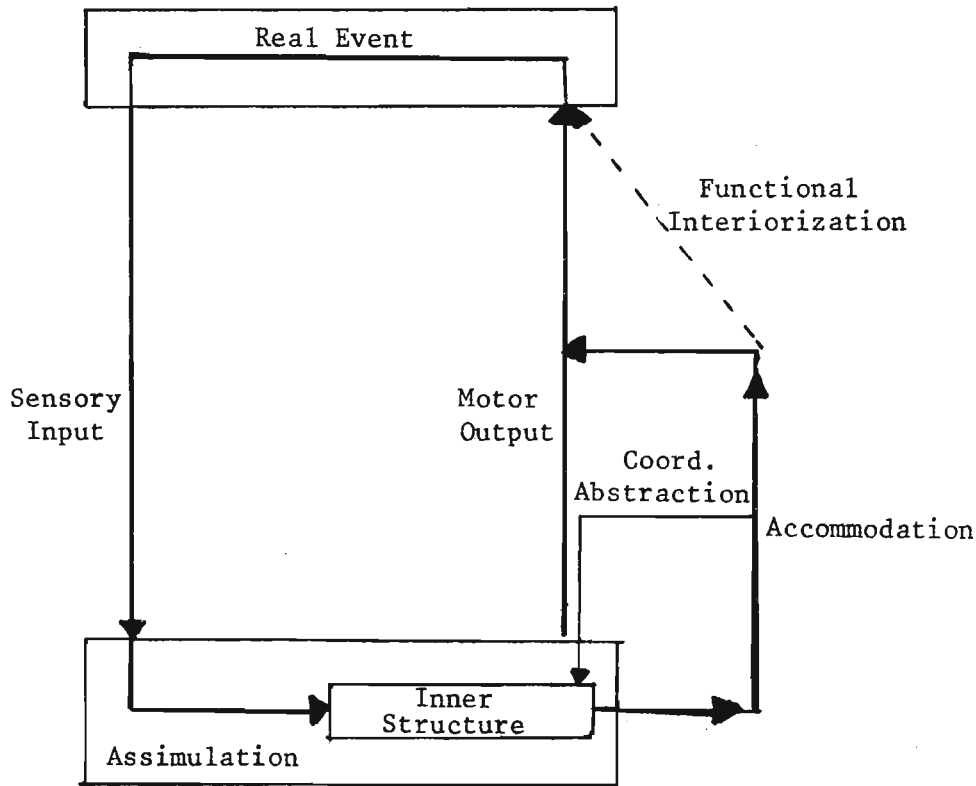 Real Event
Functional
Interiorization
Sensory
Input
Motor
Output
Coord.
Abstraction
Accommodation
Inner
Structure
Assimulation